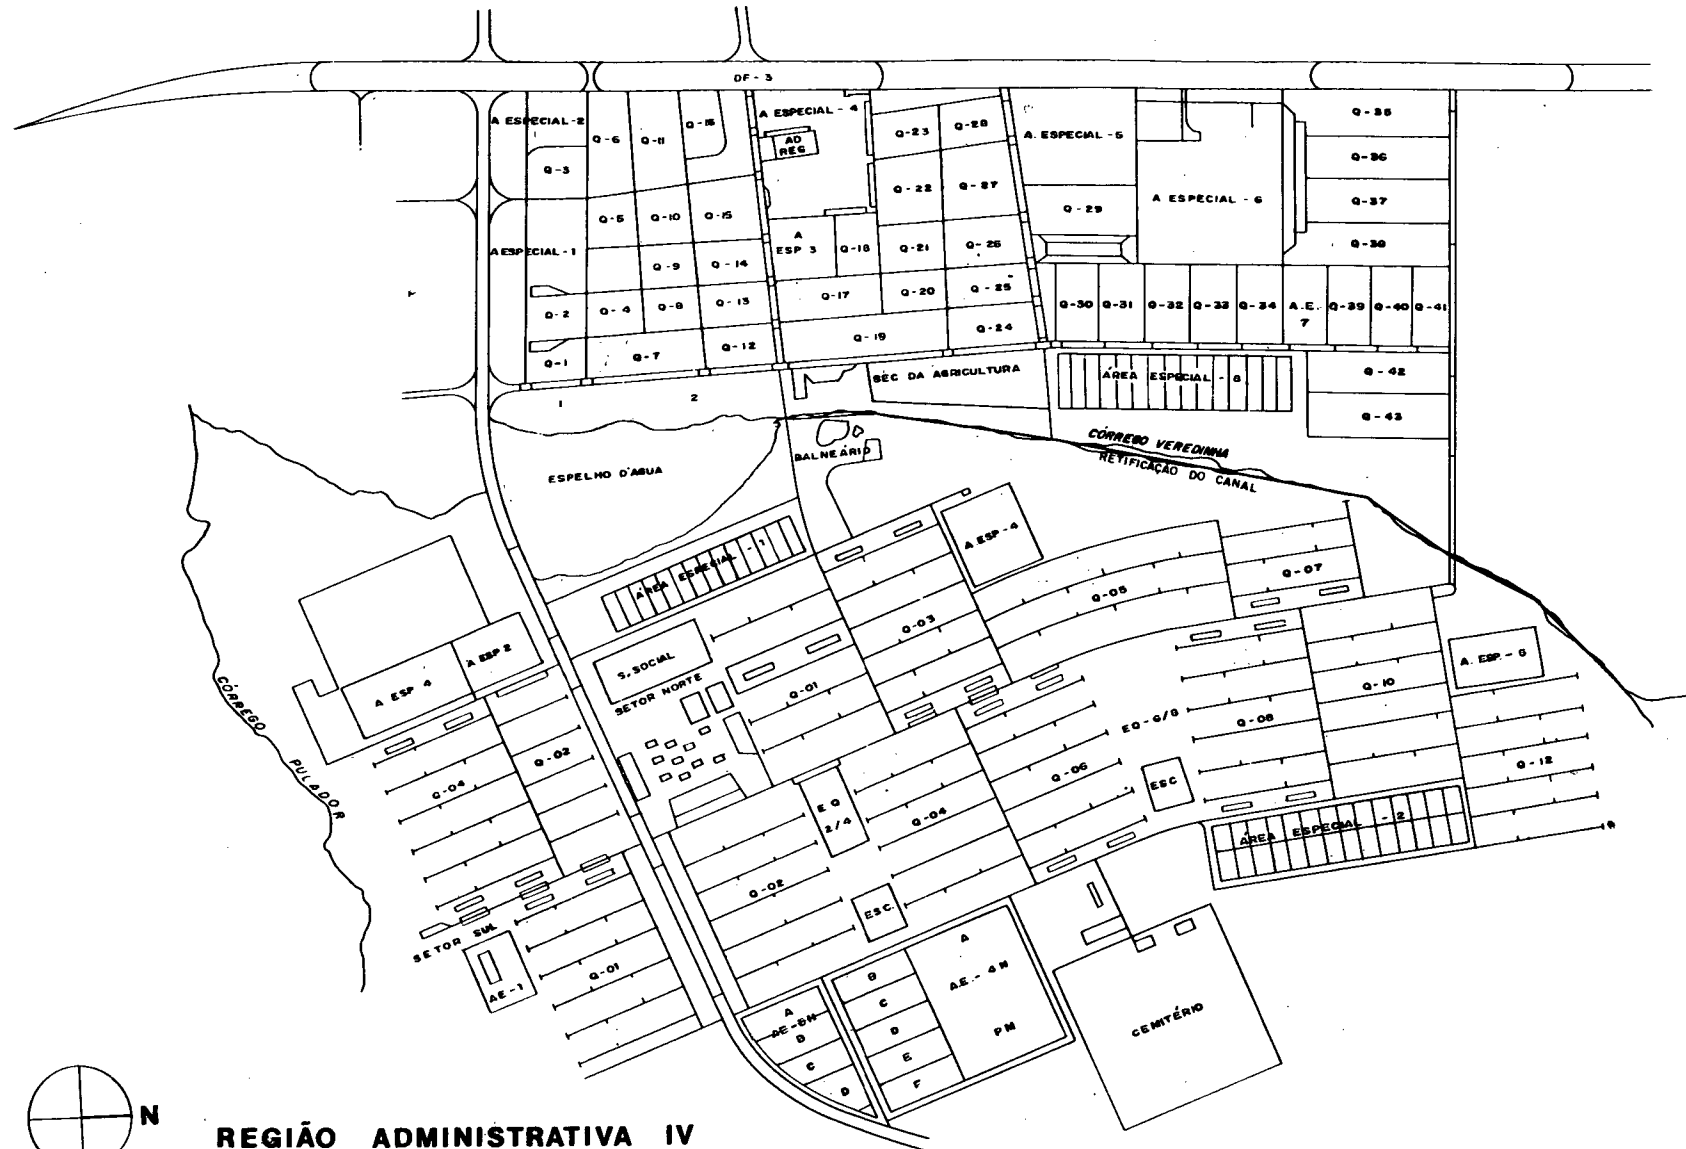 DF - 3
A ESPECIAL - 2
Q - 6
Q - 11
Q - 16
A ESPECIAL - 4
AD
REG
Q - 23
Q - 28
A. ESPECIAL - 5
Q - 35
Q - 3
Q - 36
Q - 22
Q - 27
Q - 5
Q - 10
Q - 15
Q - 29
A ESPECIAL - 6
Q - 37
A ESPECIAL - 1
A
ESP 3
Q - 18
Q - 21
Q - 26
Q - 38
Q - 9
Q - 14
Q - 2
Q - 4
Q - 8
Q - 13
Q - 17
Q - 20
Q - 25
Q - 30
Q - 31
Q - 32
Q - 33
Q - 34
A.E.
7
Q - 39
Q - 40
Q - 41
Q - 1
Q - 7
Q - 12
Q - 19
Q - 24
SEC DA AGRICULTURA
ÁREA ESPECIAL - 8
Q - 42
1
2
Q - 43
CÓRREGO VEREDINHA
RETIFICAÇÃO DO CANAL
BALNEÁRIO
ESPELHO D'AGUA
A. ESP - 4
ÁREA ESPECIAL - 1
Q - 07
Q - 05
Q - 03
A ESP 2
S. SOCIAL
SETOR NORTE
A ESP 4
Q - 01
Q - 10
CÓRREGO PULADOR
EQ - 6/8
Q - 08
Q - 02
Q - 04
Q - 06
ESC
Q - 12
EQ
2/4
Q - 04
ÁREA ESPECIAL - 2
Q - 02
ESC.
SETOR SUL
AE - 1
Q - 01
A
D
C
D
B
C
D
E
F
A
A.E. - 4 N
PM
CEMITÉRIO
N
REGIÃO ADMINISTRATIVA IV